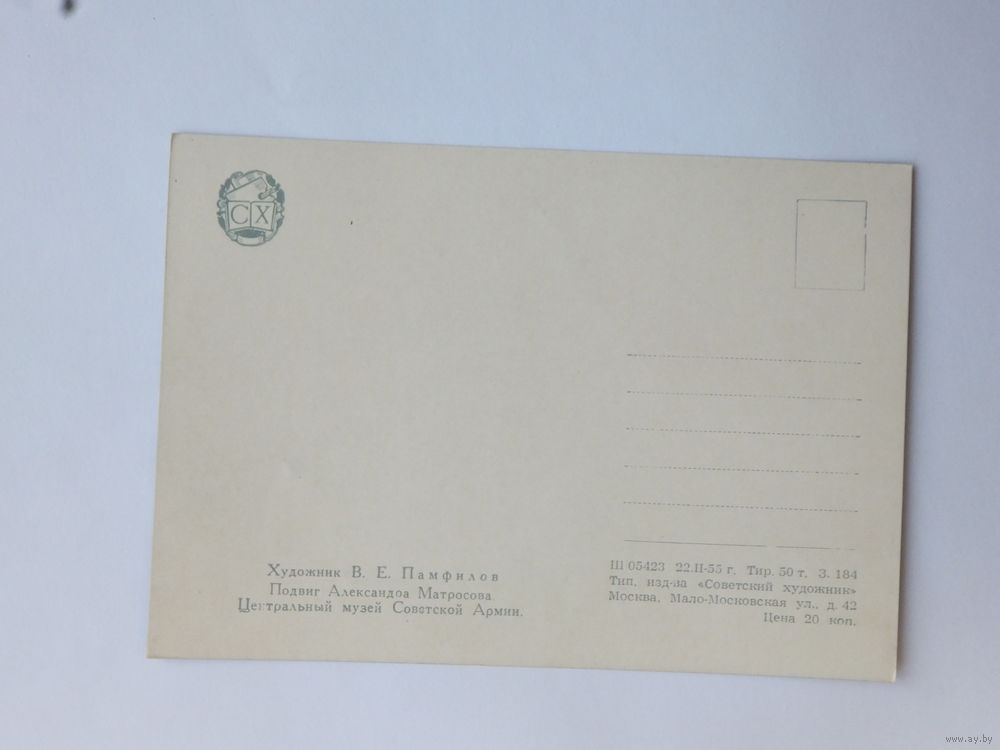 СХ
Художник В. Е. Памфилов
Подвиг Александоа Матросова.
Центральный музей Советской Армии.
Ш 05423 22.II-55 г. Тир. 50 т. З. 184
Тип. изд-ва «Советский художник»
Москва, Мало-Московская ул., д. 42
Цена 20 коп.
www.ay.by